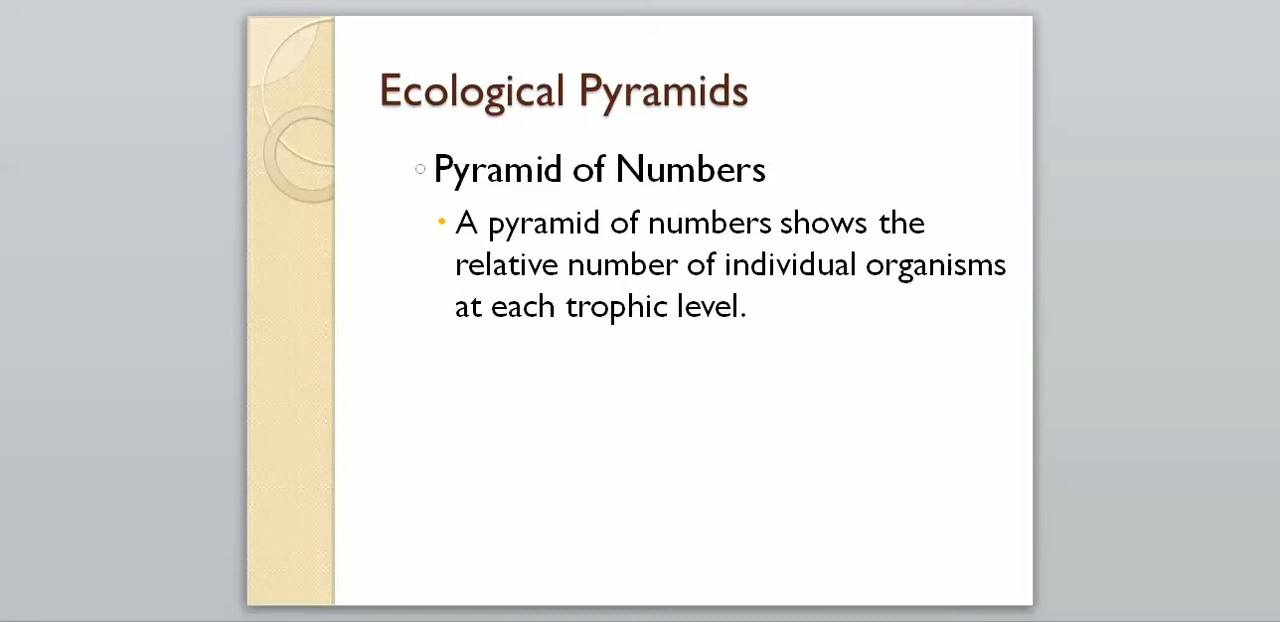 Ecological Pyramids
Pyramid of Numbers
A pyramid of numbers shows the
relative number of individual organisms
at each trophic level.